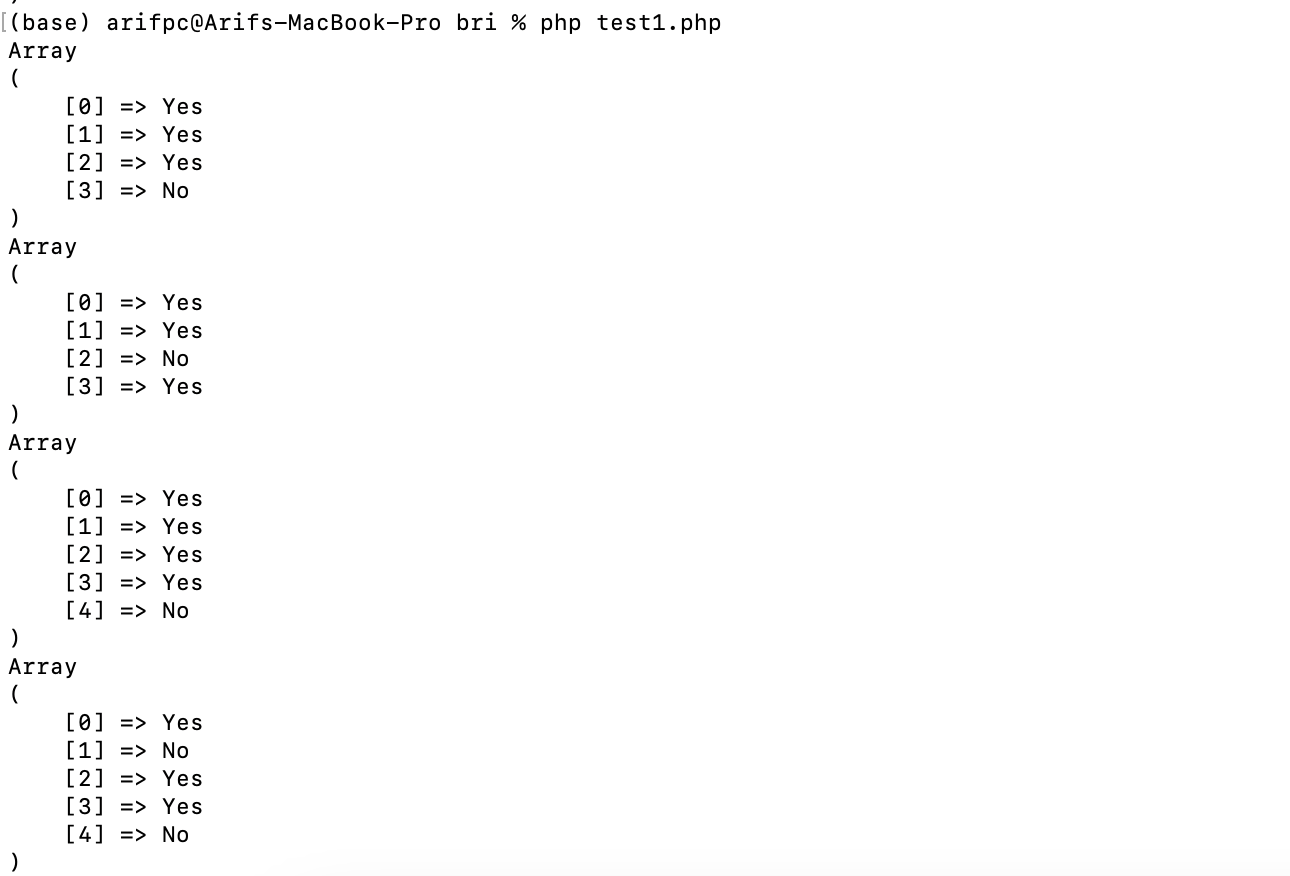 [(base) arifpc@Arifs-MacBook-Pro bri % php test1.php
Array
(
    [0] => Yes
    [1] => Yes
    [2] => Yes
    [3] => No
)
Array
(
    [0] => Yes
    [1] => Yes
    [2] => No
    [3] => Yes
)
Array
(
    [0] => Yes
    [1] => Yes
    [2] => Yes
    [3] => Yes
    [4] => No
)
Array
(
    [0] => Yes
    [1] => No
    [2] => Yes
    [3] => Yes
    [4] => No
)